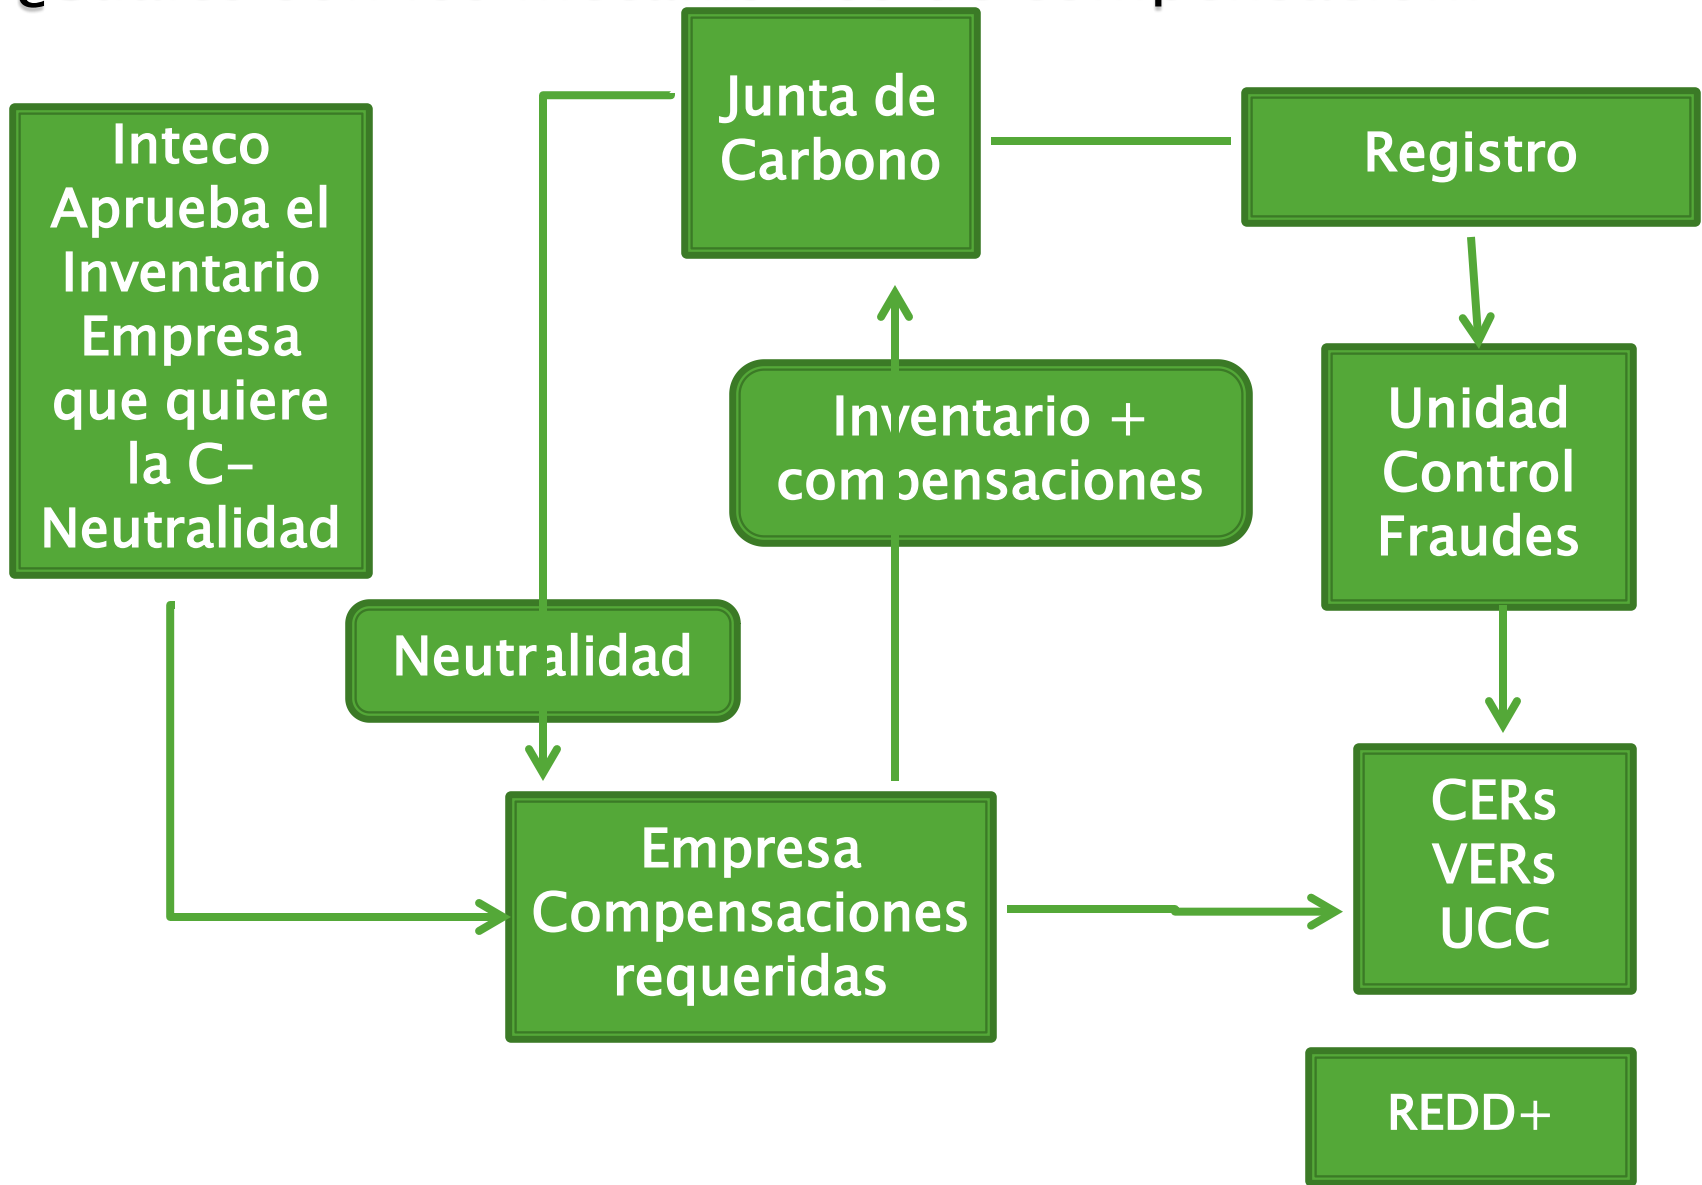 Junta de
Carbono
Registro
Inteco
Aprueba el
Inventario
Empresa
que quiere
la C-
Neutralidad
Inventario +
compensaciones
Unidad
Control
Fraudes
Neutralidad
Empresa
Compensaciones
requeridas
CERs
VERs
UCC
REDD+